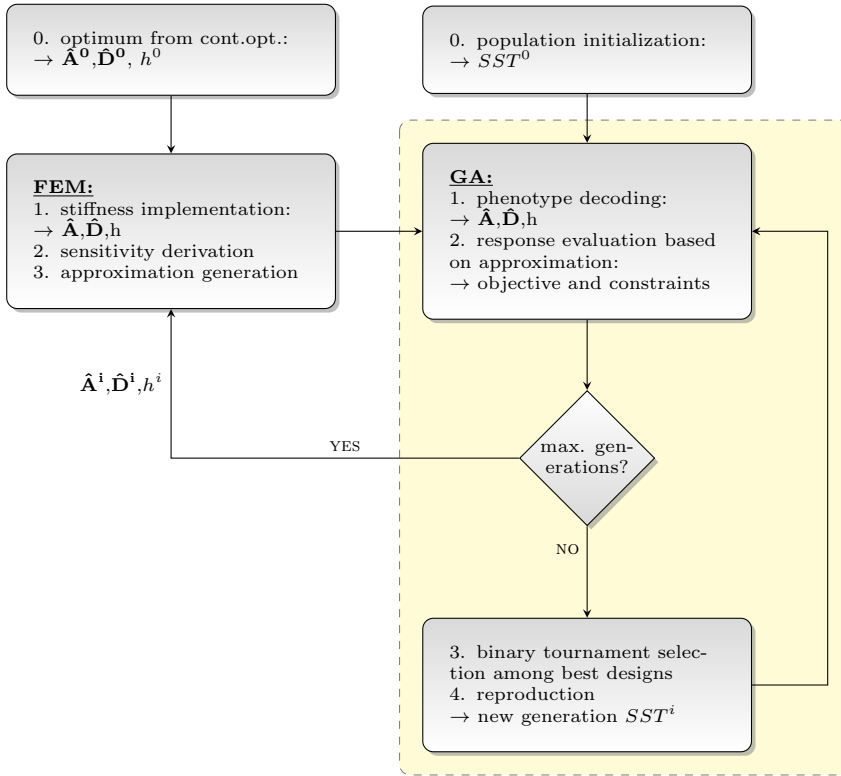 0. optimum from cont.opt.:
→ Â⁰,D̂⁰, h⁰
0. population initialization:
→ SST⁰
FEM:
1. stiffness implementation:
→ Â,D̂,h
2. sensitivity derivation
3. approximation generation
GA:
1. phenotype decoding:
→ Â,D̂,h
2. response evaluation based
on approximation:
→ objective and constraints
Âⁱ,D̂ⁱ,hⁱ
YES
max. gen-
erations?
NO
3. binary tournament selec-
tion among best designs
4. reproduction
→ new generation SSTⁱ